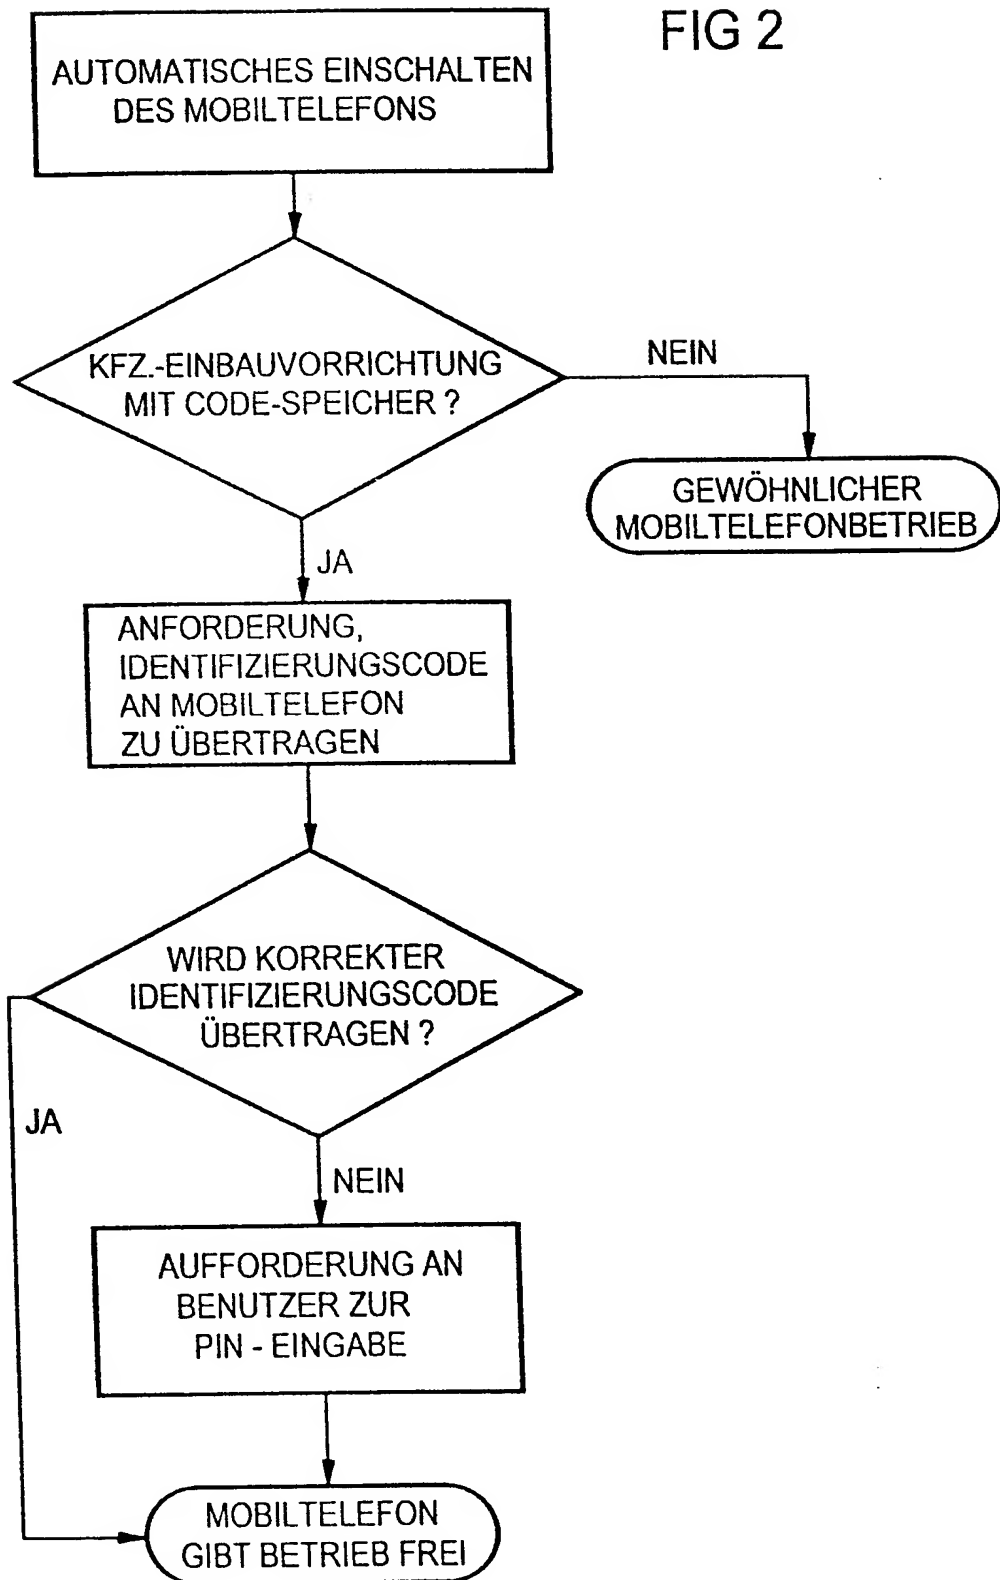 FIG 2
AUTOMATISCHES EINSCHALTEN
DES MOBILTELEFONS
KFZ.-EINBAUVORRICHTUNG
MIT CODE-SPEICHER ?
NEIN
GEWÖHNLICHER
MOBILTELEFONBETRIEB
JA
ANFORDERUNG,
IDENTIFIZIERUNGSCODE
AN MOBILTELEFON
ZU ÜBERTRAGEN
WIRD KORREKTER
IDENTIFIZIERUNGSCODE
ÜBERTRAGEN ?
JA
NEIN
AUFFORDERUNG AN
BENUTZER ZUR
PIN - EINGABE
MOBILTELEFON
GIBT BETRIEB FREI